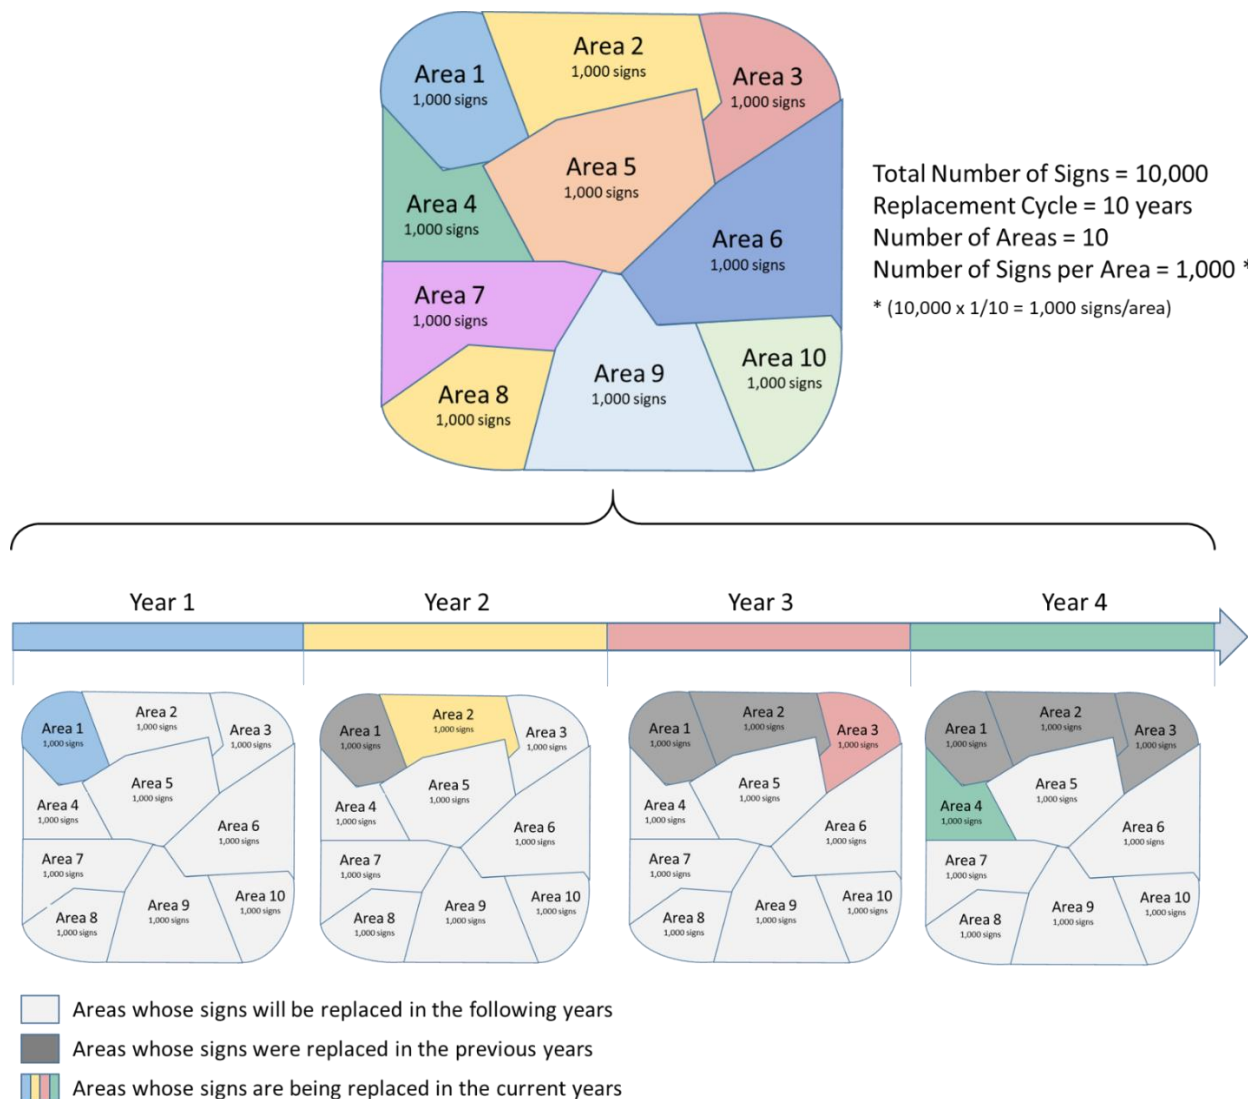 Area 1
1,000 signs
Area 2
1,000 signs
Area 3
1,000 signs
Area 4
1,000 signs
Area 5
1,000 signs
Area 6
1,000 signs
Area 7
1,000 signs
Area 8
1,000 signs
Area 9
1,000 signs
Area 10
1,000 signs
Total Number of Signs = 10,000
Replacement Cycle = 10 years
Number of Areas = 10
Number of Signs per Area = 1,000 *
* (10,000 x 1/10 = 1,000 signs/area)
Year 1
Year 2
Year 3
Year 4
Area 1
1,000 signs
Area 2
1,000 signs
Area 3
1,000 signs
Area 4
1,000 signs
Area 5
1,000 signs
Area 6
1,000 signs
Area 7
1,000 signs
Area 8
1,000 signs
Area 9
1,000 signs
Area 10
1,000 signs
Area 1
1,000 signs
Area 2
1,000 signs
Area 3
1,000 signs
Area 4
1,000 signs
Area 5
1,000 signs
Area 6
1,000 signs
Area 7
1,000 signs
Area 8
1,000 signs
Area 9
1,000 signs
Area 10
1,000 signs
Area 1
1,000 signs
Area 2
1,000 signs
Area 3
1,000 signs
Area 4
1,000 signs
Area 5
1,000 signs
Area 6
1,000 signs
Area 7
1,000 signs
Area 8
1,000 signs
Area 9
1,000 signs
Area 10
1,000 signs
Area 1
1,000 signs
Area 2
1,000 signs
Area 3
1,000 signs
Area 4
1,000 signs
Area 5
1,000 signs
Area 6
1,000 signs
Area 7
1,000 signs
Area 8
1,000 signs
Area 9
1,000 signs
Area 10
1,000 signs
Areas whose signs will be replaced in the following years
Areas whose signs were replaced in the previous years
Areas whose signs are being replaced in the current years